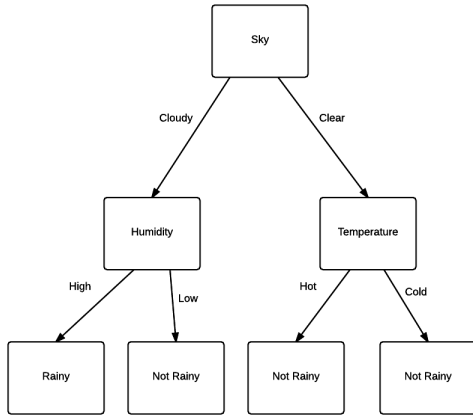 Sky
Cloudy
Clear
Humidity
Temperature
High
Low
Hot
Cold
Rainy
Not Rainy
Not Rainy
Not Rainy